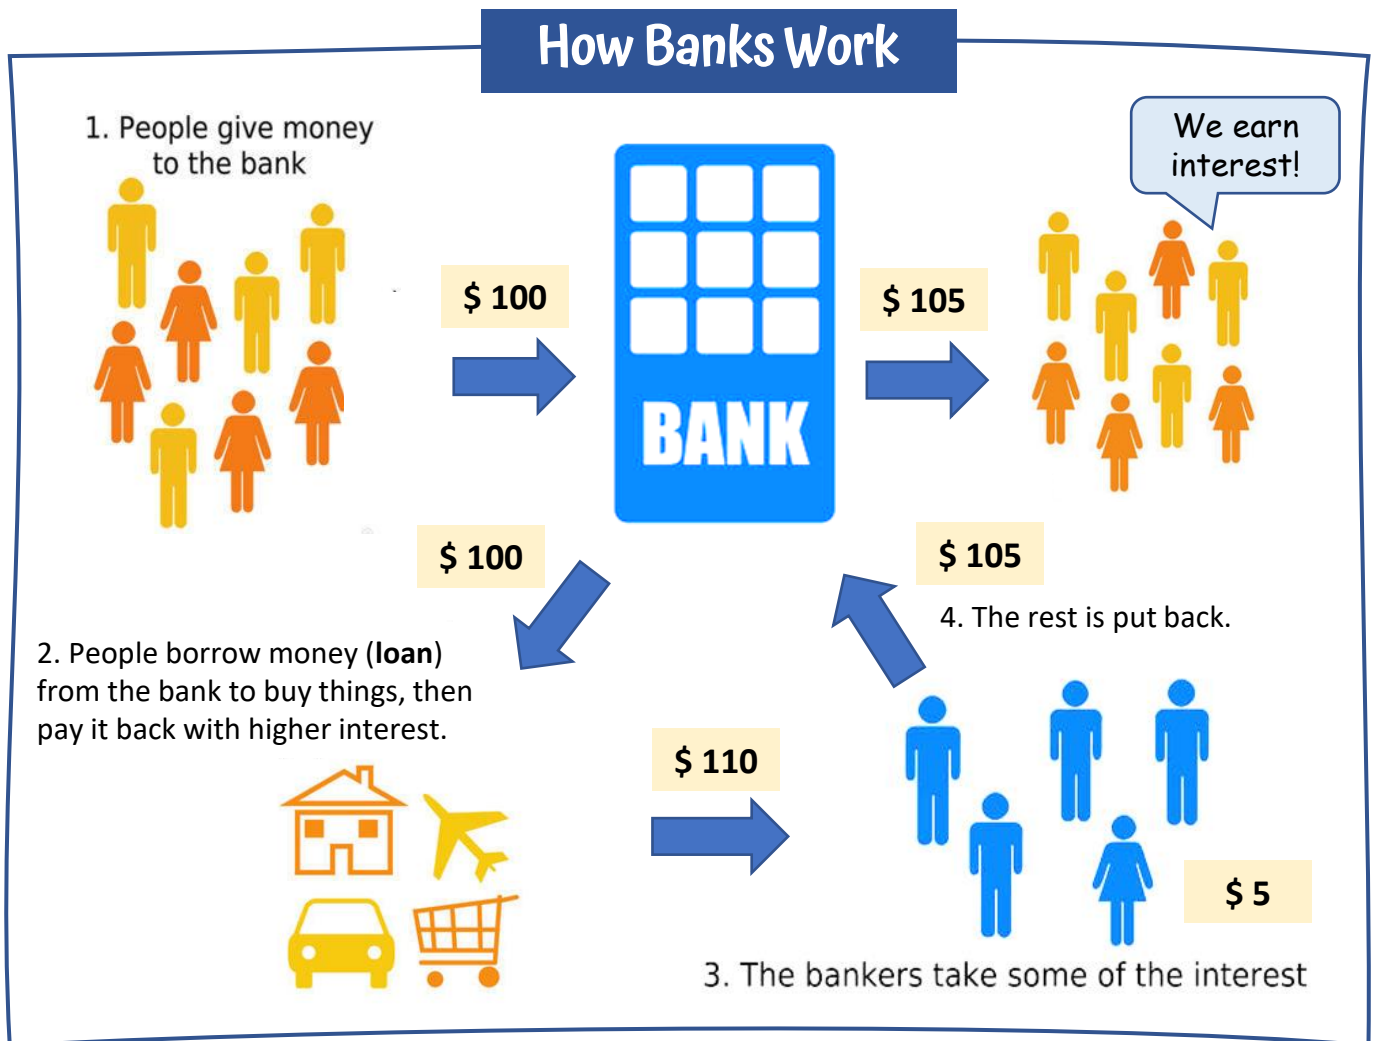 How Banks Work
1. People give money
to the bank
We earn
interest!
$ 100
$ 105
BANK
$ 100
$ 105
4. The rest is put back.
2. People borrow money (loan)
from the bank to buy things, then
pay it back with higher interest.
$ 110
$ 5
3. The bankers take some of the interest